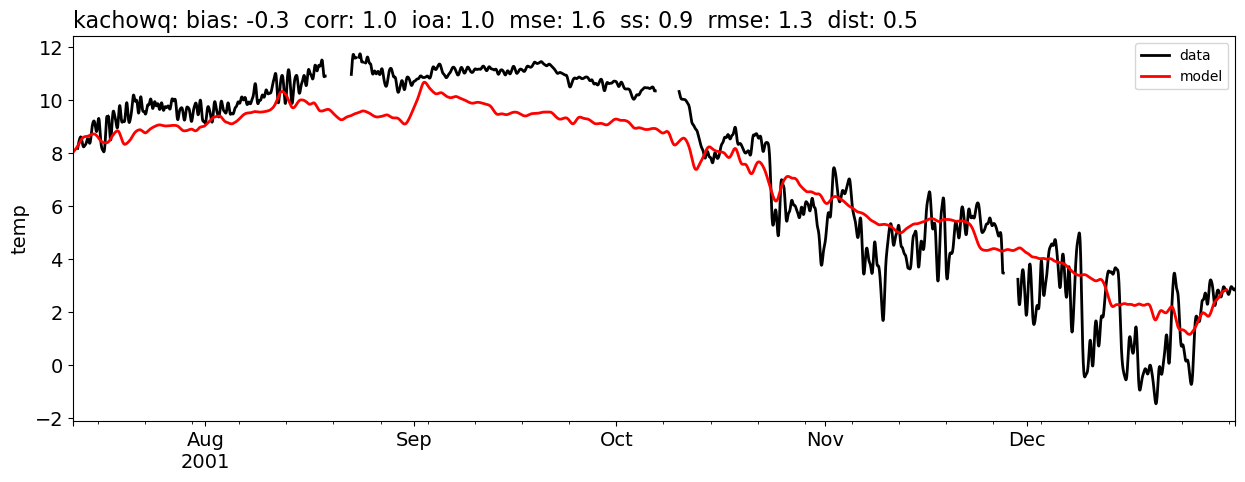 kachowq: bias: -0.3  corr: 1.0  ioa: 1.0  mse: 1.6  ss: 0.9  rmse: 1.3  dist: 0.5
data
model
12
10
8
6
4
2
0
−2
temp
Aug
2001
Sep
Oct
Nov
Dec